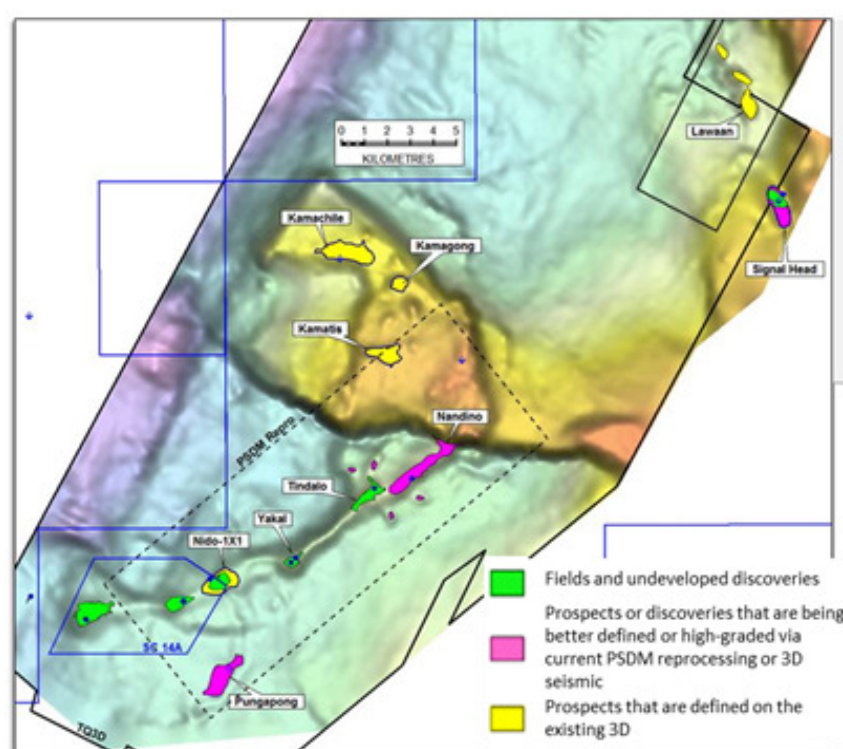 Lawaan
0 1 2 3 4 5
KILOMETRES
Kamachile
Kamagong
Signal Head
Kamatis
Nandino
PSDM Repro
Tindalo
Yakal
Nido-1X1
SC 14A
Pungapong
TQ3D
Fields and undeveloped discoveries
Prospects or discoveries that are being
better defined or high-graded via
current PSDM reprocessing or 3D
seismic
Prospects that are defined on the
existing 3D